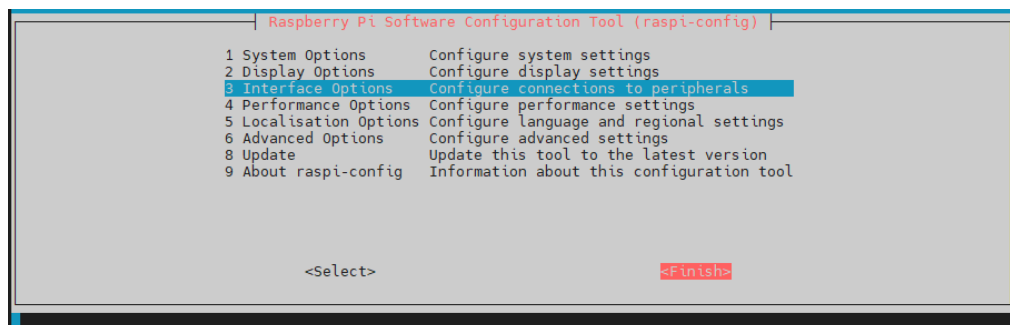 Raspberry Pi Software Configuration Tool (raspi-config)
1 System Options Configure system settings
2 Display Options Configure display settings
3 Interface Options Configure connections to peripherals
4 Performance Options Configure performance settings
5 Localisation Options Configure language and regional settings
6 Advanced Options Configure advanced settings
8 Update Update this tool to the latest version
9 About raspi-config Information about this configuration tool
<Select> <Finish>